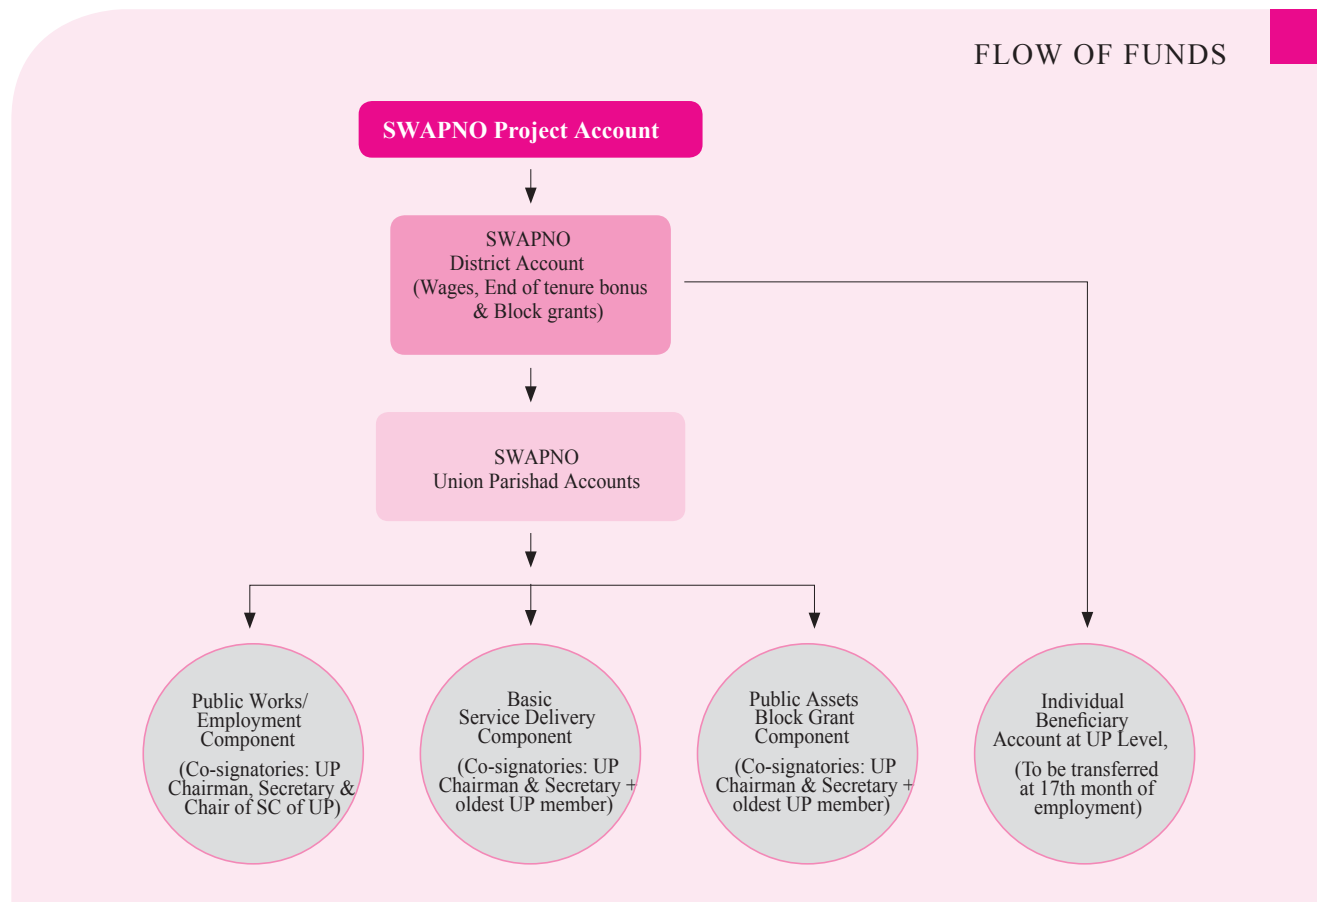 FLOW OF FUNDS
SWAPNO Project Account
SWAPNO
District Account
(Wages, End of tenure bonus
& Block grants)
SWAPNO
Union Parishad Accounts
Public Works/
Employment
Component
(Co-signatories: UP
Chairman, Secretary &
Chair of SC of UP)
Basic
Service Delivery
Component
(Co-signatories: UP
Chairman & Secretary +
oldest UP member)
Public Assets
Block Grant
Component
(Co-signatories: UP
Chairman & Secretary +
oldest UP member)
Individual
Beneficiary
Account at UP Level,
(To be transferred
at 17th month of
employment)